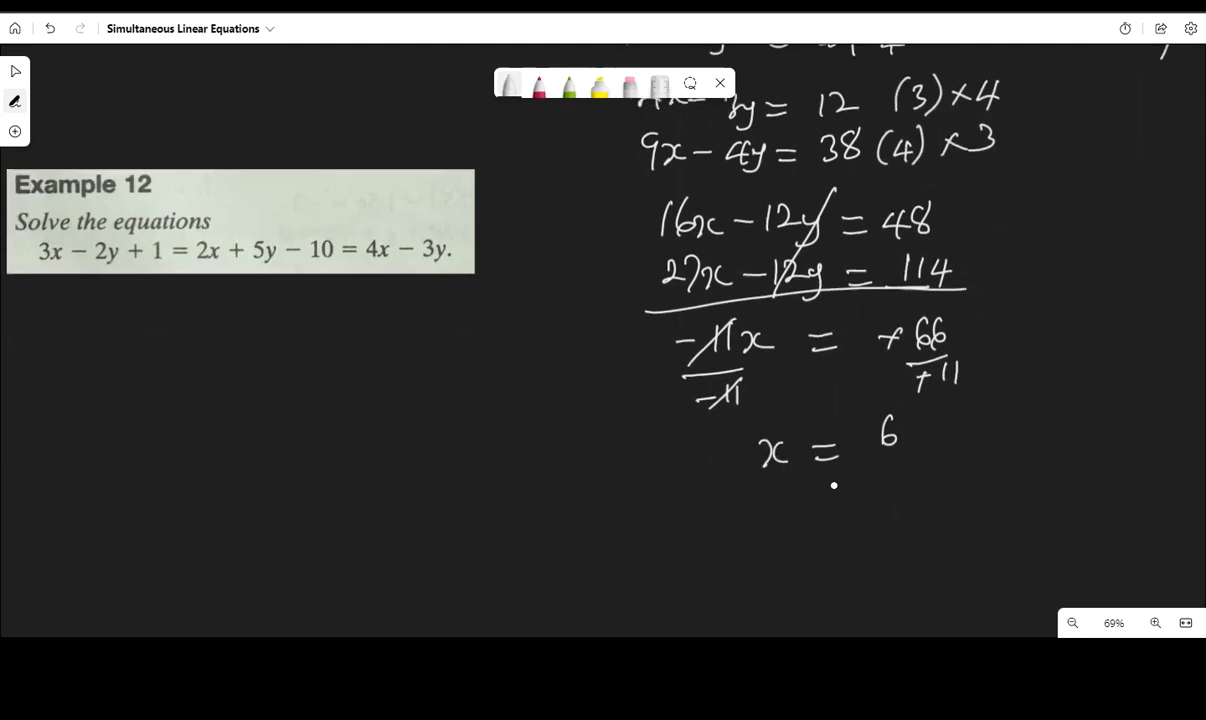 Simultaneous Linear Equations
Example 12
Solve the equations
3x − 2y + 1 = 2x + 5y − 10 = 4x − 3y.
y = 12 (3) × 4
9x − 4y = 38 (4) × 3
16x − 12y = 48
27x − 12y = 114
-11x = +66
-11 +11
x = 6
69%